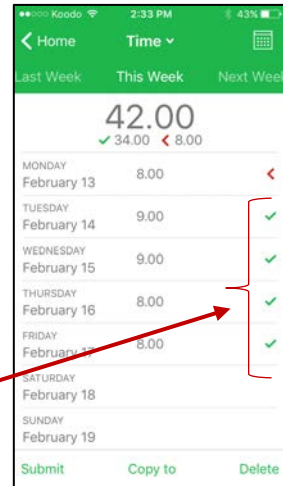 Koodo 2:33 PM 43%
Home Time
Last Week This Week Next Week
42.00
34.00 8.00
MONDAY
February 13 8.00
TUESDAY
February 14 9.00
WEDNESDAY
February 15 9.00
THURSDAY
February 16 8.00
FRIDAY
February 17 8.00
SATURDAY
February 18
SUNDAY
February 19
Submit Copy to Delete